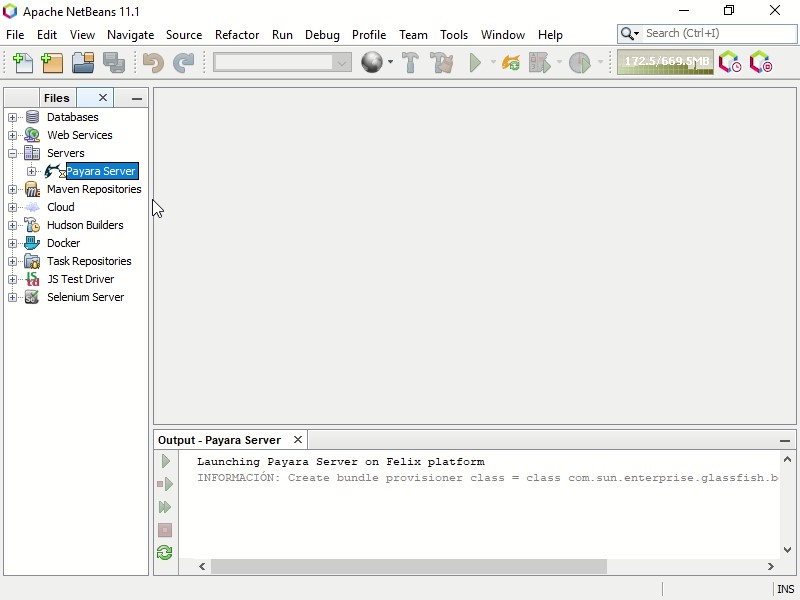 Apache NetBeans 11.1
File Edit View Navigate Source Refactor Run Debug Profile Team Tools Window Help
Search (Ctrl+I)
172.5/669.5MB
Files
Databases
Web Services
Servers
Payara Server
Maven Repositories
Cloud
Hudson Builders
Docker
Task Repositories
JS Test Driver
Selenium Server
Output - Payara Server
Launching Payara Server on Felix platform
INFORMACIÓN: Create bundle provisioner class = class com.sun.enterprise.glassfish.b
INS